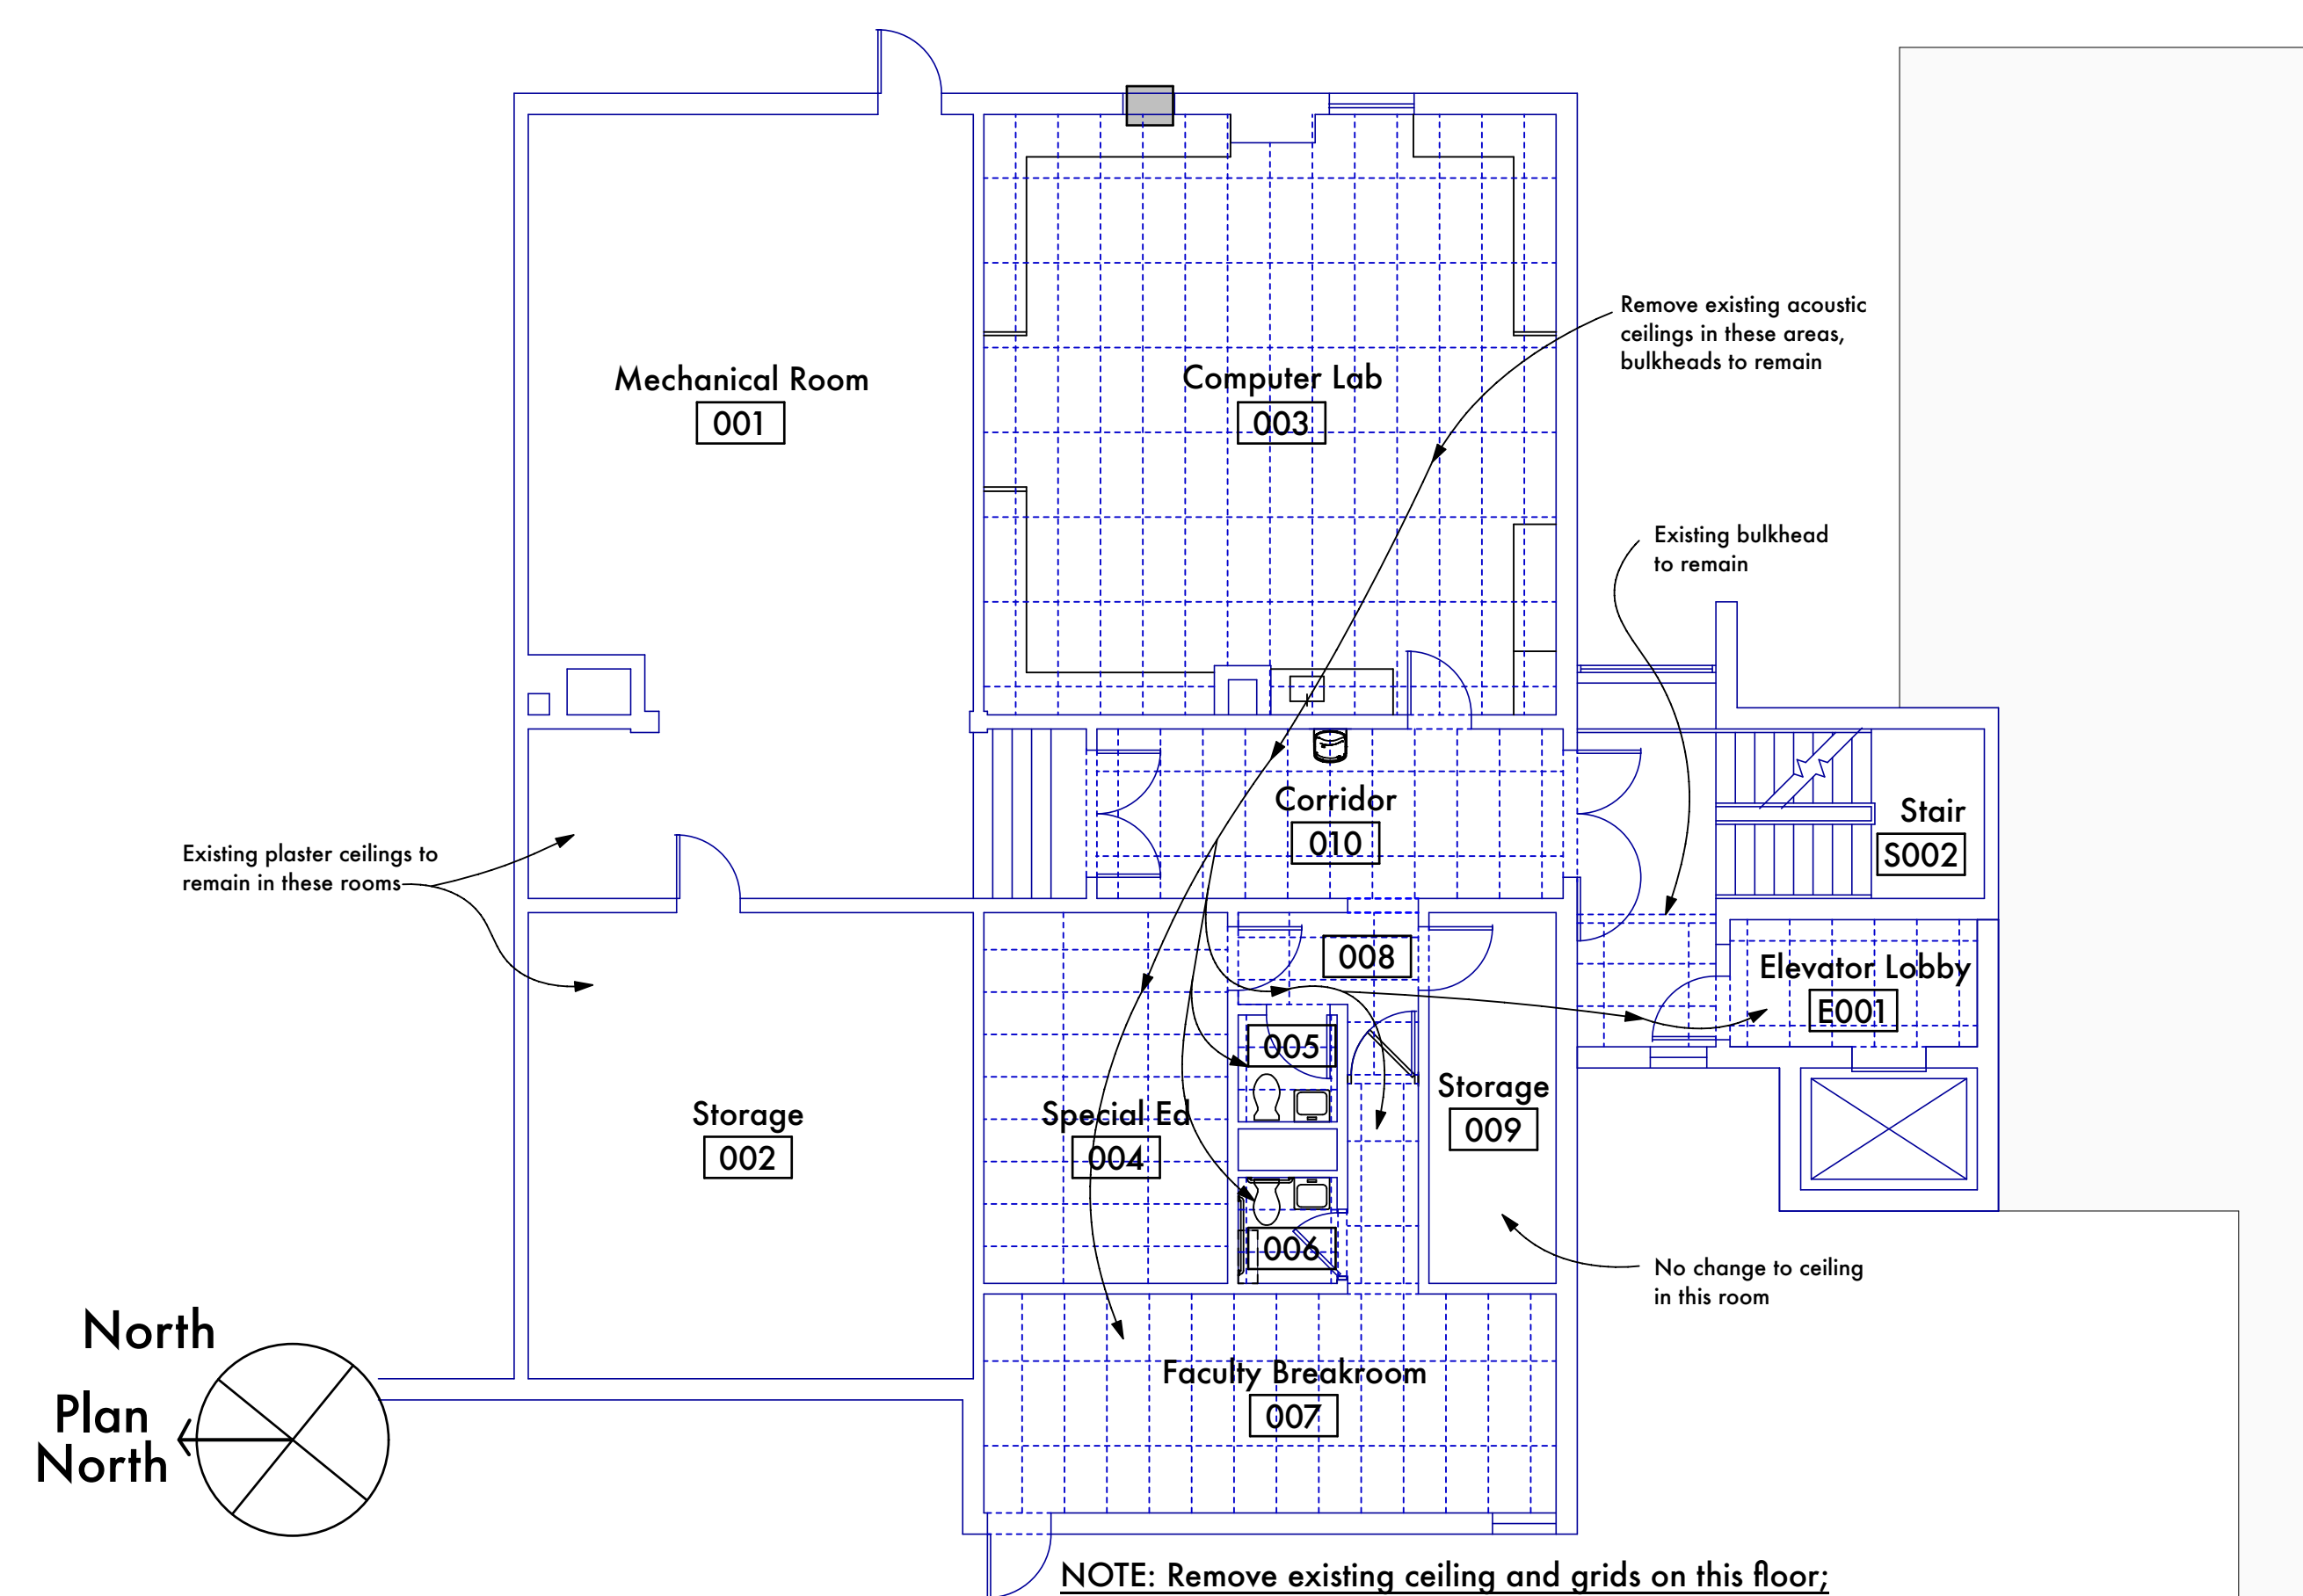 Remove existing acoustic
ceilings in these areas,
bulkheads to remain
Mechanical Room
001
Computer Lab
003
Existing bulkhead
to remain
Corridor
010
Stair
S002
Existing plaster ceilings to
remain in these rooms
008
Elevator Lobby
E001
005
Storage
002
Special Ed
004
Storage
009
006
No change to ceiling
in this room
North
Plan
North
Faculty Breakroom
007
NOTE: Remove existing ceiling and grids on this floor;